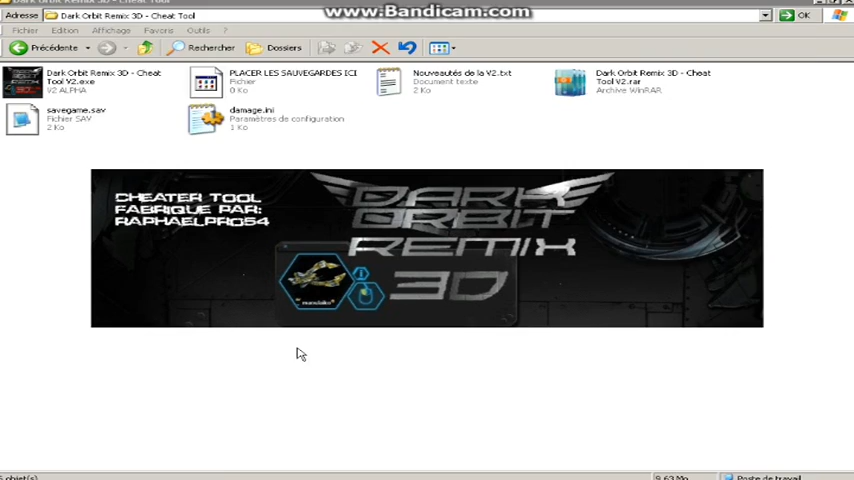 Dark Orbit Remix 3D - Cheat Tool
www.Bandicam.com
Adresse Dark Orbit Remix 3D - Cheat Tool OK
Fichier Edition Affichage Favoris Outils ?
Précédente Rechercher Dossiers
Dark Orbit Remix 3D - Cheat
Tool V2.exe
V2 ALPHA
PLACER LES SAUVEGARDES ICI
Fichier
0 Ko
Nouveautés de la V2.txt
Document texte
2 Ko
Dark Orbit Remix 3D - Cheat
Tool V2.rar
Archive WinRAR
savegame.sav
Fichier SAV
2 Ko
damage.ini
Paramètres de configuration
1 Ko
CHEATER TOOL
FABRIQUE PAR:
RAPHAELPRO54
DARK
ORBIT
REMIX
3D
objet(s) 9,63 Mo Poste de travail